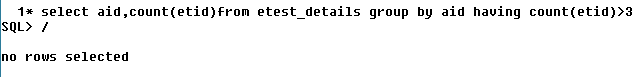 1* select aid,count(etid)from etest_details group by aid having count(etid)>3
SQL> /
no rows selected